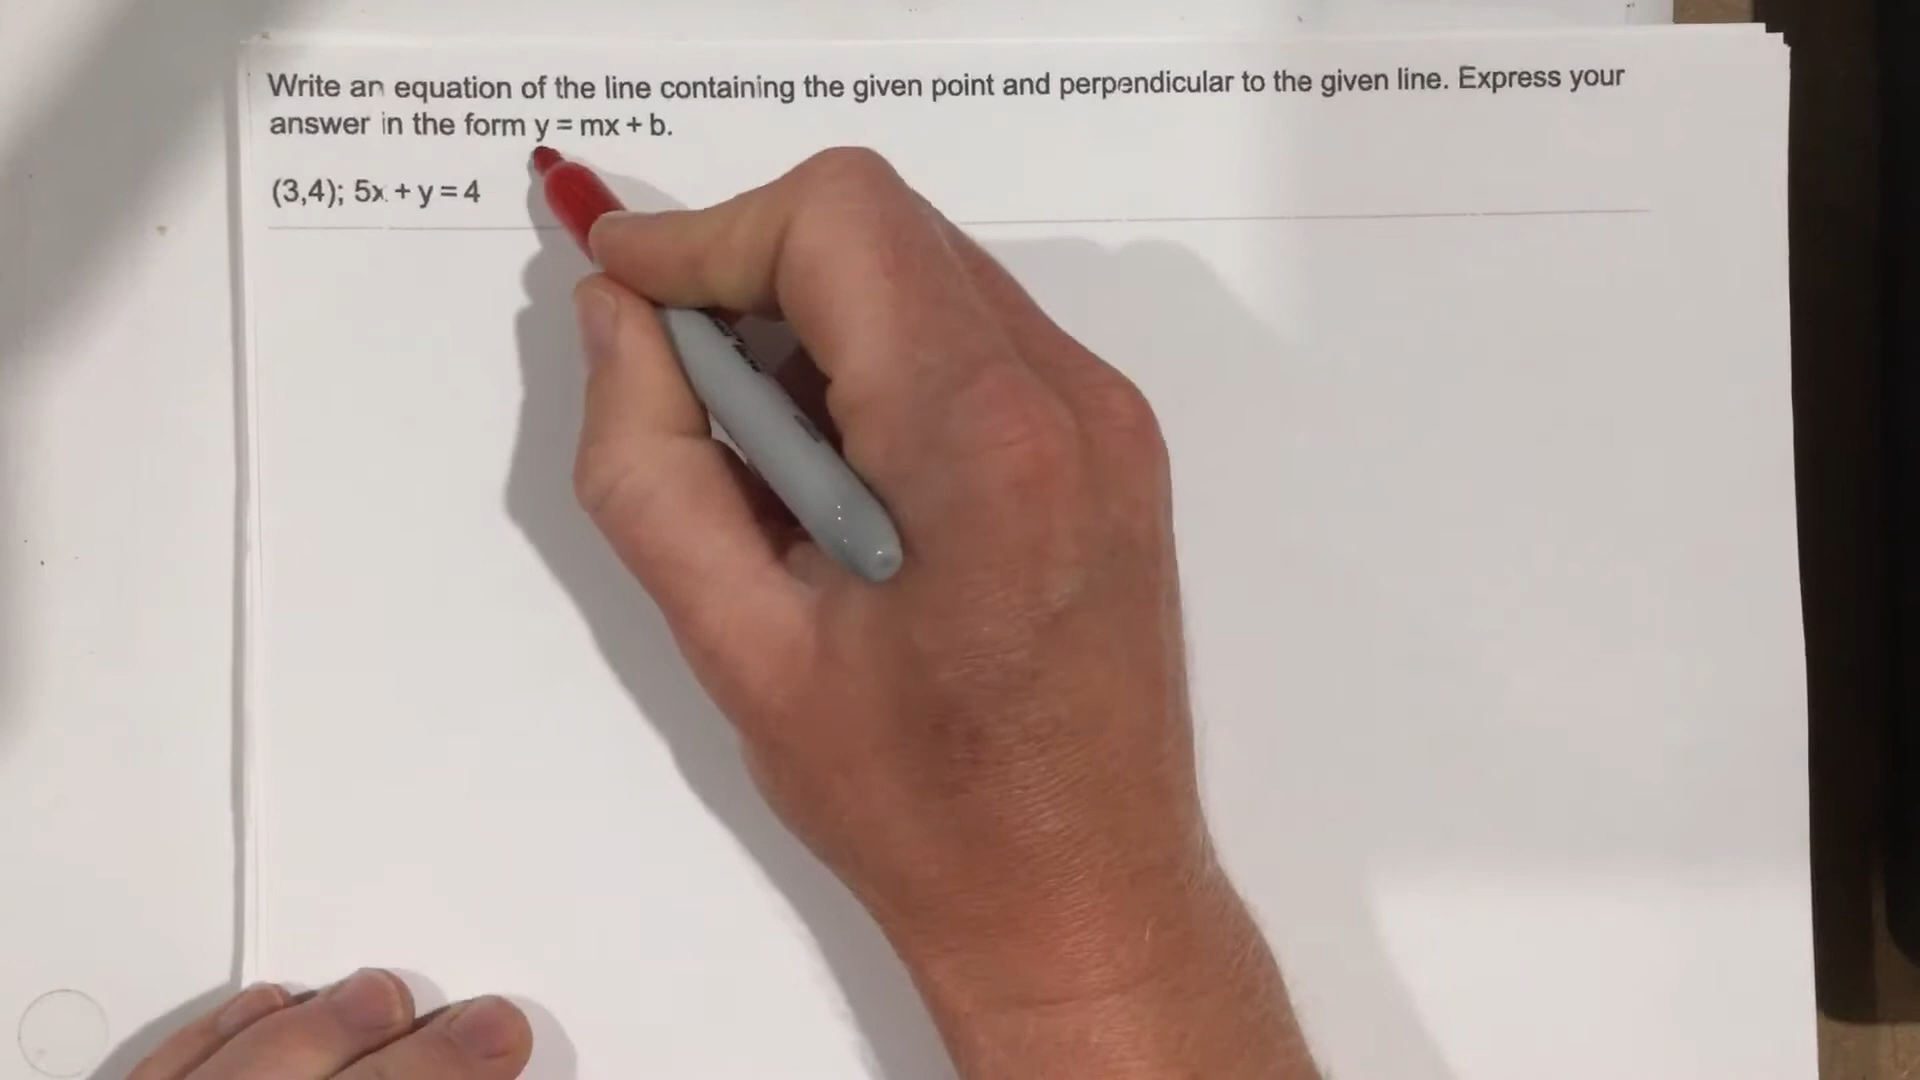 Write an equation of the line containing the given point and perpendicular to the given line. Express your
answer in the form y = mx + b.
(3,4); 5x + y = 4